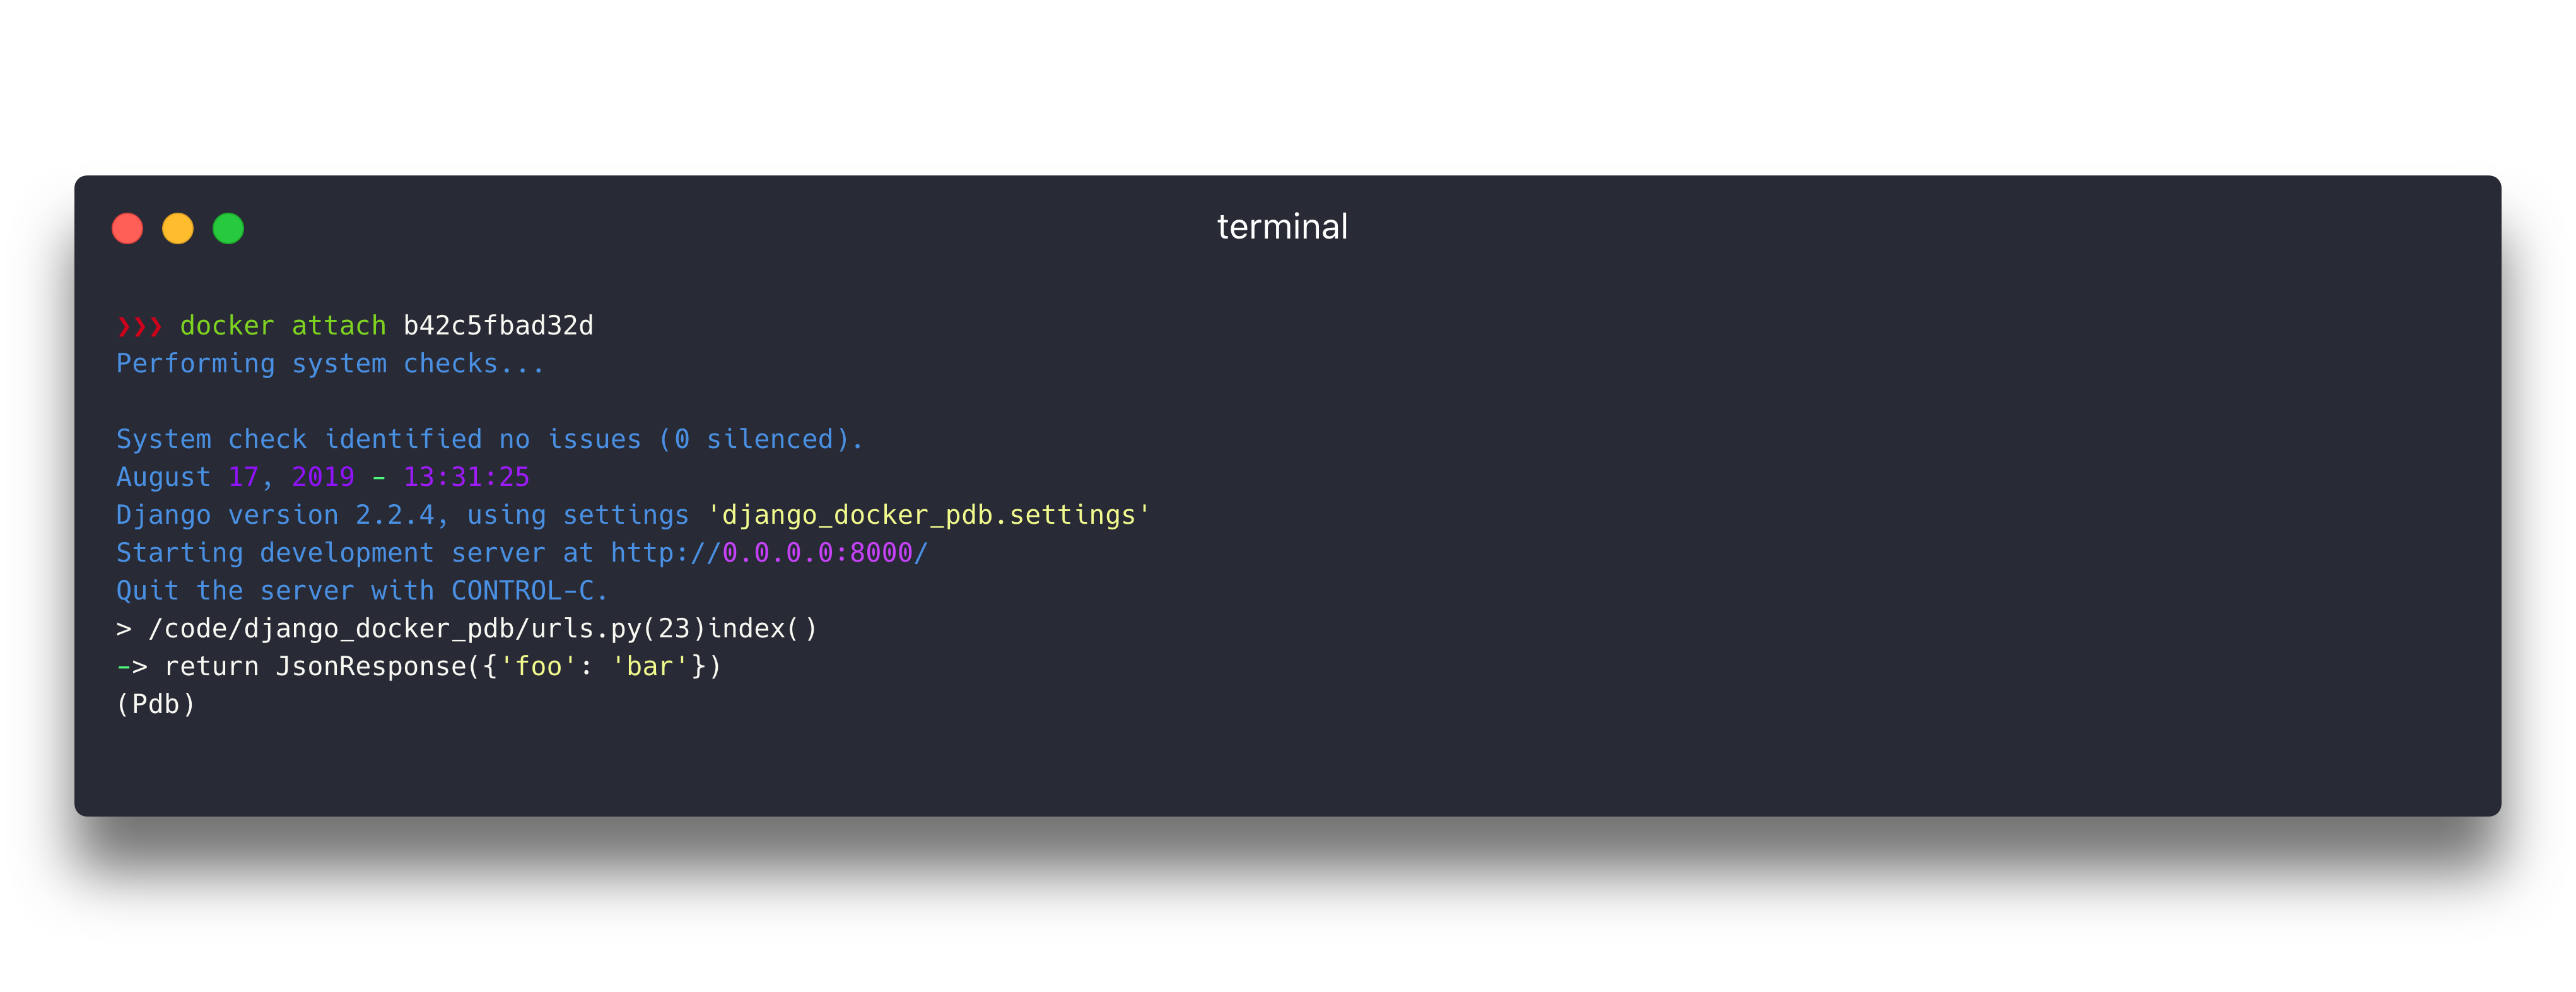 terminal
❯❯❯ docker attach b42c5fbad32d
Performing system checks...
System check identified no issues (0 silenced).
August 17, 2019 - 13:31:25
Django version 2.2.4, using settings 'django_docker_pdb.settings'
Starting development server at http://0.0.0.0:8000/
Quit the server with CONTROL-C.
> /code/django_docker_pdb/urls.py(23)index()
-> return JsonResponse({'foo': 'bar'})
(Pdb)